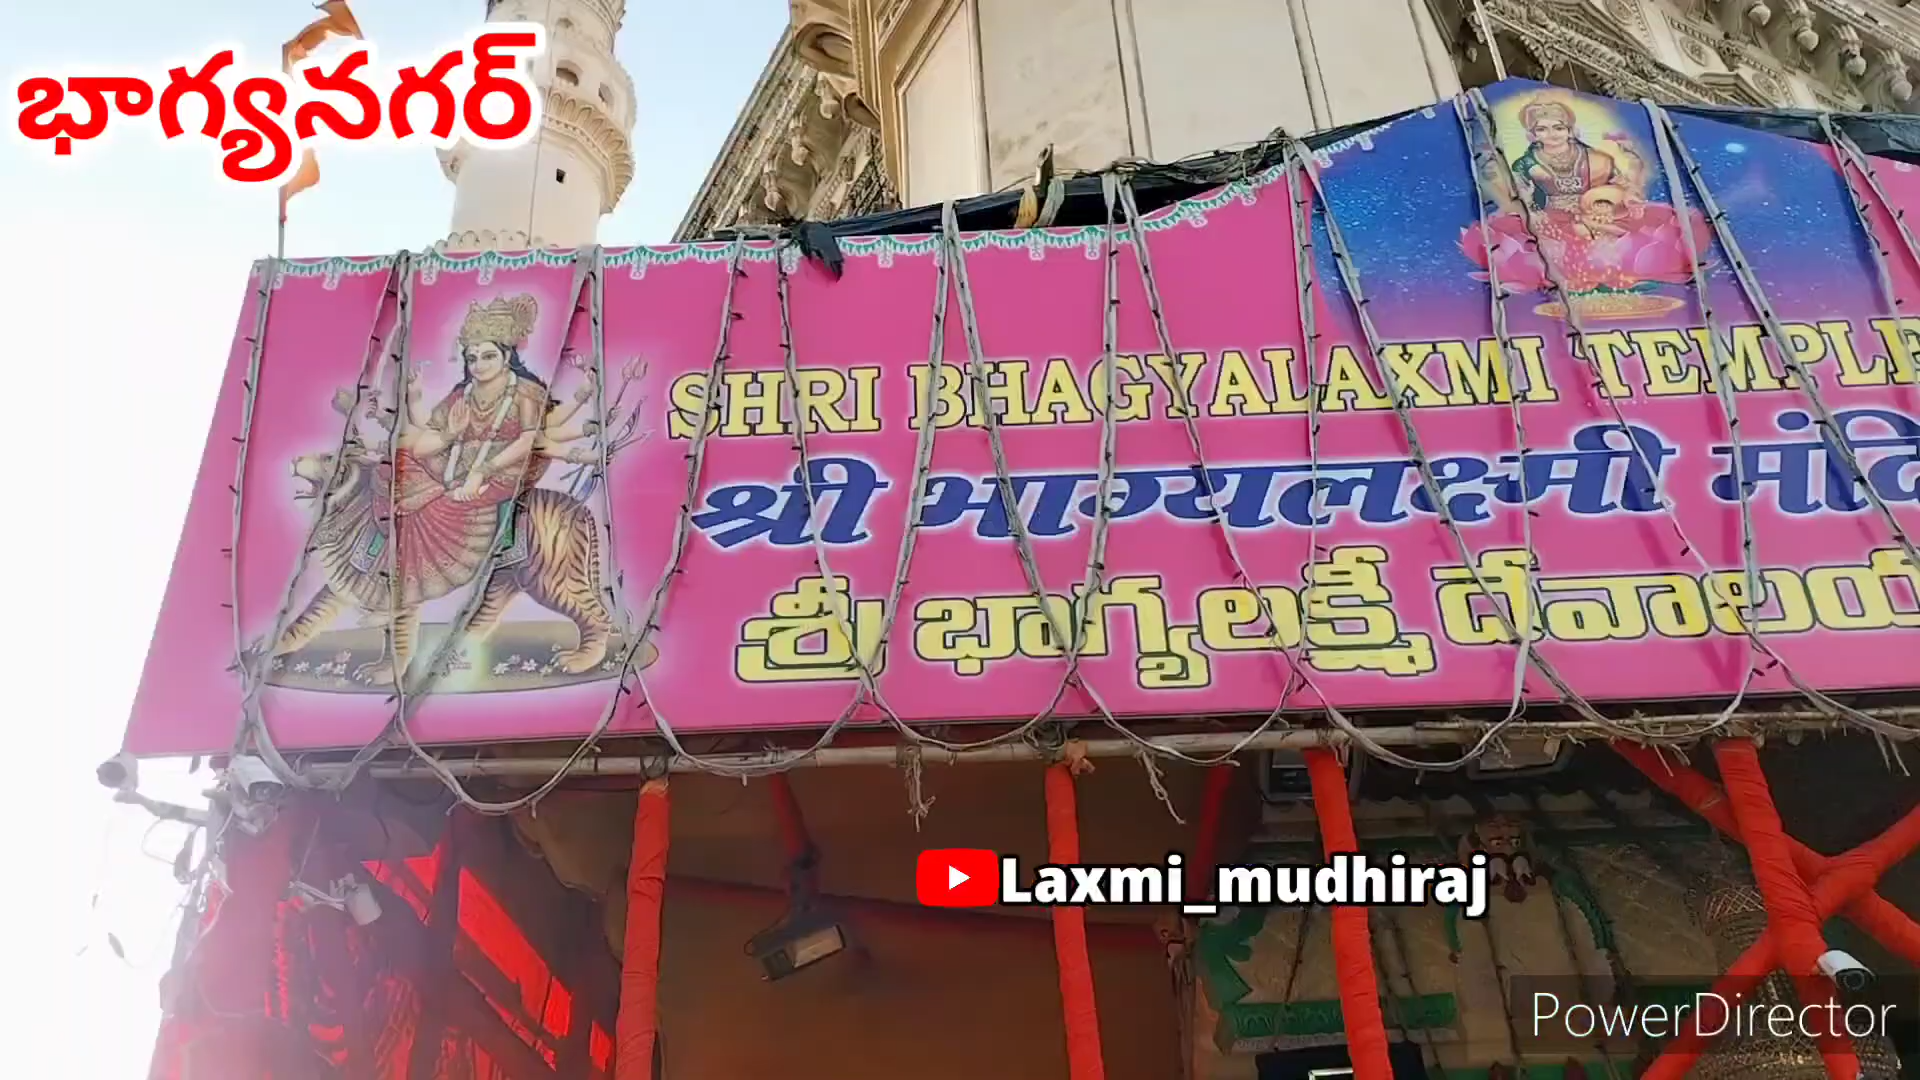 భాగ్యనగర్
SHRI BHAGYALAXMI TEMPLE
श्री भाग्यलक्ष्मी मंदि
శ్రీ భాగ్యలక్ష్మీ దేవాలయ
Laxmi_mudhiraj
PowerDirector